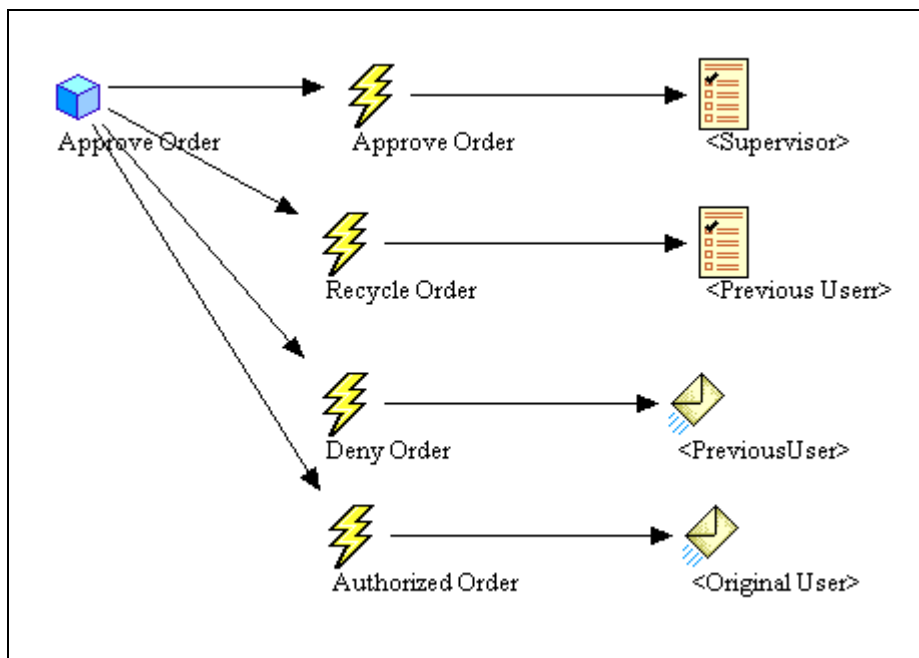 Approve Order
Approve Order
<Supervisor>
Recycle Order
<Previous Userr>
Deny Order
<PreviousUser>
Authorized Order
<Original User>